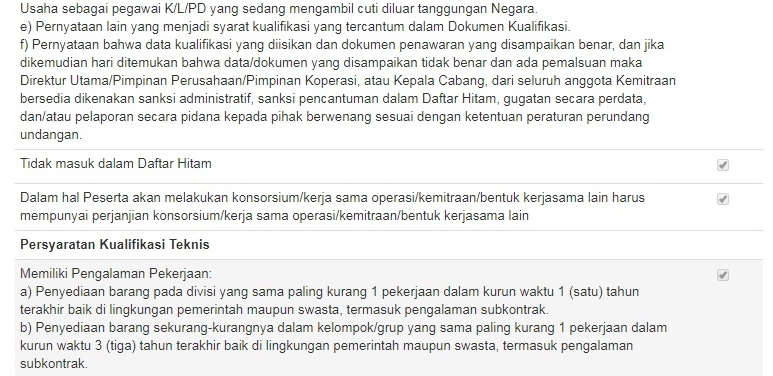 Usaha sebagai pegawai K/L/PD yang sedang mengambil cuti diluar tanggungan Negara.
e) Pernyataan lain yang menjadi syarat kualifikasi yang tercantum dalam Dokumen Kualifikasi.
f) Pernyataan bahwa data kualifikasi yang diisikan dan dokumen penawaran yang disampaikan benar, dan jika
dikemudian hari ditemukan bahwa data/dokumen yang disampaikan tidak benar dan ada pemalsuan maka
Direktur Utama/Pimpinan Perusahaan/Pimpinan Koperasi, atau Kepala Cabang, dari seluruh anggota Kemitraan
bersedia dikenakan sanksi administratif, sanksi pencantuman dalam Daftar Hitam, gugatan secara perdata,
dan/atau pelaporan secara pidana kepada pihak berwenang sesuai dengan ketentuan peraturan perundang
undangan.
Tidak masuk dalam Daftar Hitam
Dalam hal Peserta akan melakukan konsorsium/kerja sama operasi/kemitraan/bentuk kerjasama lain harus
mempunyai perjanjian konsorsium/kerja sama operasi/kemitraan/bentuk kerjasama lain
Persyaratan Kualifikasi Teknis
Memiliki Pengalaman Pekerjaan:
a) Penyediaan barang pada divisi yang sama paling kurang 1 pekerjaan dalam kurun waktu 1 (satu) tahun
terakhir baik di lingkungan pemerintah maupun swasta, termasuk pengalaman subkontrak.
b) Penyediaan barang sekurang-kurangnya dalam kelompok/grup yang sama paling kurang 1 pekerjaan dalam
kurun waktu 3 (tiga) tahun terakhir baik di lingkungan pemerintah maupun swasta, termasuk pengalaman
subkontrak.